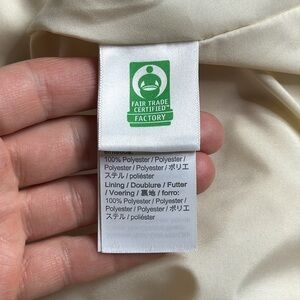 FAIR TRADE
CERTIFIED™
FACTORY
100% Polyester / Polyester /
Polyester / Polyester / ポリエ
ステル / poliéster
Lining / Doublure / Futter
/ Voering / 裏地 / forro:
100% Polyester / Polyester /
Polyester / Polyester / ポリエ
ステル / poliéster